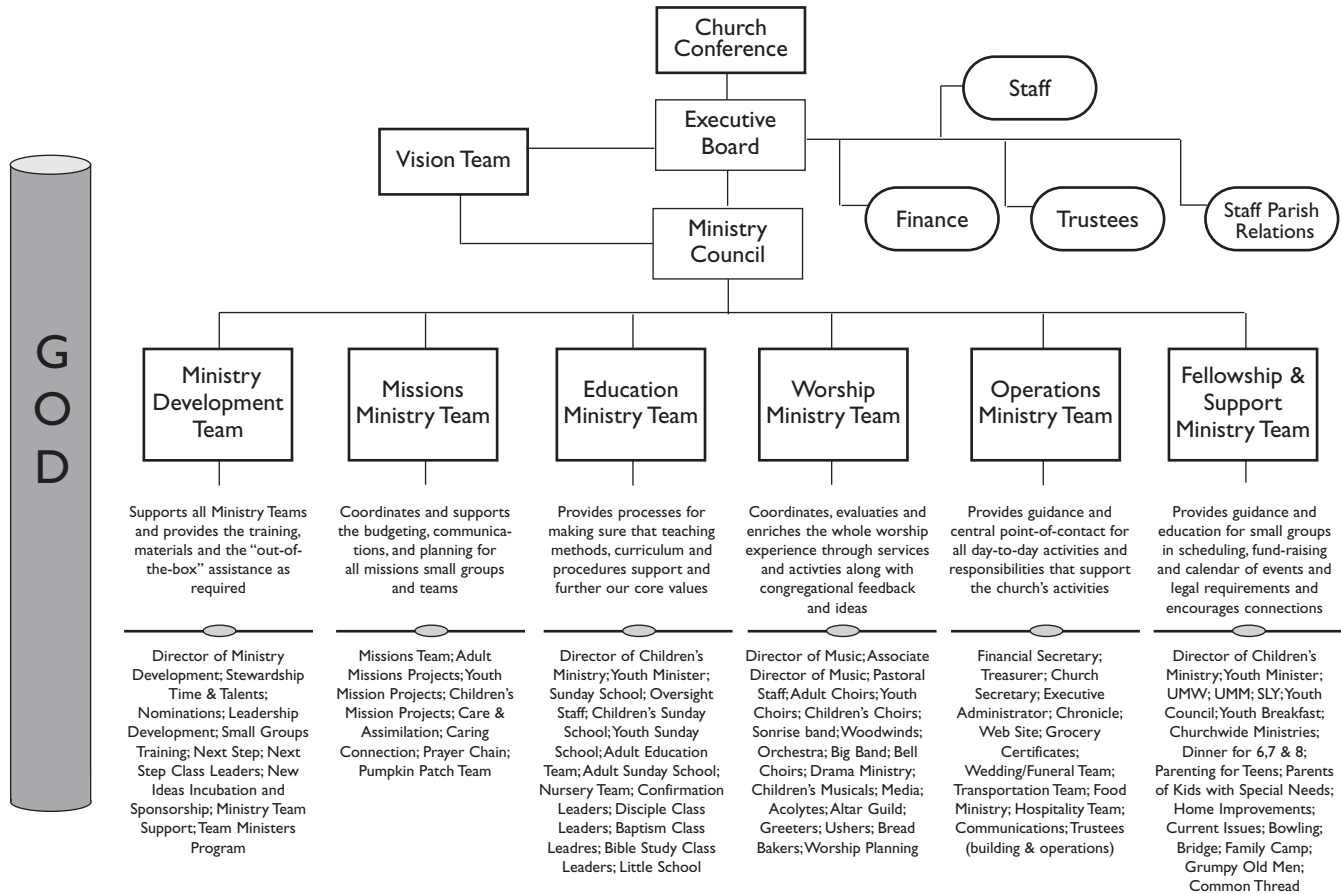 Church
Conference
Staff
Executive
Board
Vision Team
Finance
Trustees
Staff Parish
Relations
Ministry
Council
G
O
D
Ministry
Development
Team
Missions
Ministry Team
Education
Ministry Team
Worship
Ministry Team
Operations
Ministry Team
Fellowship &
Support
Ministry Team
Supports all Ministry Teams
and provides the training,
materials and the “out-of-
the-box” assistance as
required
Coordinates and supports
the budgeting, communica-
tions, and planning for
all missions small groups
and teams
Provides processes for
making sure that teaching
methods, curriculum and
procedures support and
further our core values
Coordinates, evaluaties and
enriches the whole worship
experience through services
and activties along with
congregational feedback
and ideas
Provides guidance and
central point-of-contact for
all day-to-day activities and
responsibilities that support
the church’s activities
Provides guidance and
education for small groups
in scheduling, fund-raising
and calendar of events and
legal requirements and
encourages connections
Director of Ministry
Development; Stewardship
Time & Talents;
Nominations; Leadership
Development; Small Groups
Training; Next Step; Next
Step Class Leaders; New
Ideas Incubation and
Sponsorship; Ministry Team
Support; Team Ministers
Program
Missions Team; Adult
Missions Projects; Youth
Mission Projects; Children’s
Mission Projects; Care &
Assimilation; Caring
Connection; Prayer Chain;
Pumpkin Patch Team
Director of Children’s
Ministry; Youth Minister;
Sunday School; Oversight
Staff; Children’s Sunday
School; Youth Sunday
School; Adult Education
Team; Adult Sunday School;
Nursery Team; Confirmation
Leaders; Disciple Class
Leaders; Baptism Class
Leadres; Bible Study Class
Leaders; Little School
Director of Music; Associate
Director of Music; Pastoral
Staff; Adult Choirs; Youth
Choirs; Children’s Choirs;
Sonrise band; Woodwinds;
Orchestra; Big Band; Bell
Choirs; Drama Ministry;
Children’s Musicals; Media;
Acolytes; Altar Guild;
Greeters; Ushers; Bread
Bakers; Worship Planning
Financial Secretary;
Treasurer; Church
Secretary; Executive
Administrator; Chronicle;
Web Site; Grocery
Certificates;
Wedding/Funeral Team;
Transportation Team; Food
Ministry; Hospitality Team;
Communications; Trustees
(building & operations)
Director of Children’s
Ministry; Youth Minister;
UMW; UMM; SLY; Youth
Council; Youth Breakfast;
Churchwide Ministries;
Dinner for 6,7 & 8;
Parenting for Teens; Parents
of Kids with Special Needs;
Home Improvements;
Current Issues; Bowling;
Bridge; Family Camp;
Grumpy Old Men;
Common Thread